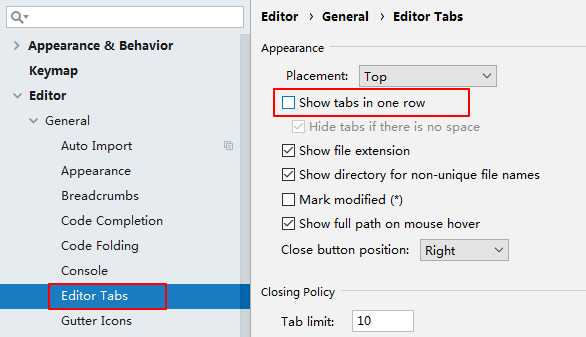 Appearance & Behavior
Keymap
Editor
General
Auto Import
Appearance
Breadcrumbs
Code Completion
Code Folding
Console
Editor Tabs
Gutter Icons
Editor › General › Editor Tabs
Appearance
Placement: Top
Show tabs in one row
Hide tabs if there is no space
Show file extension
Show directory for non-unique file names
Mark modified (*)
Show full path on mouse hover
Close button position: Right
Closing Policy
Tab limit: 10